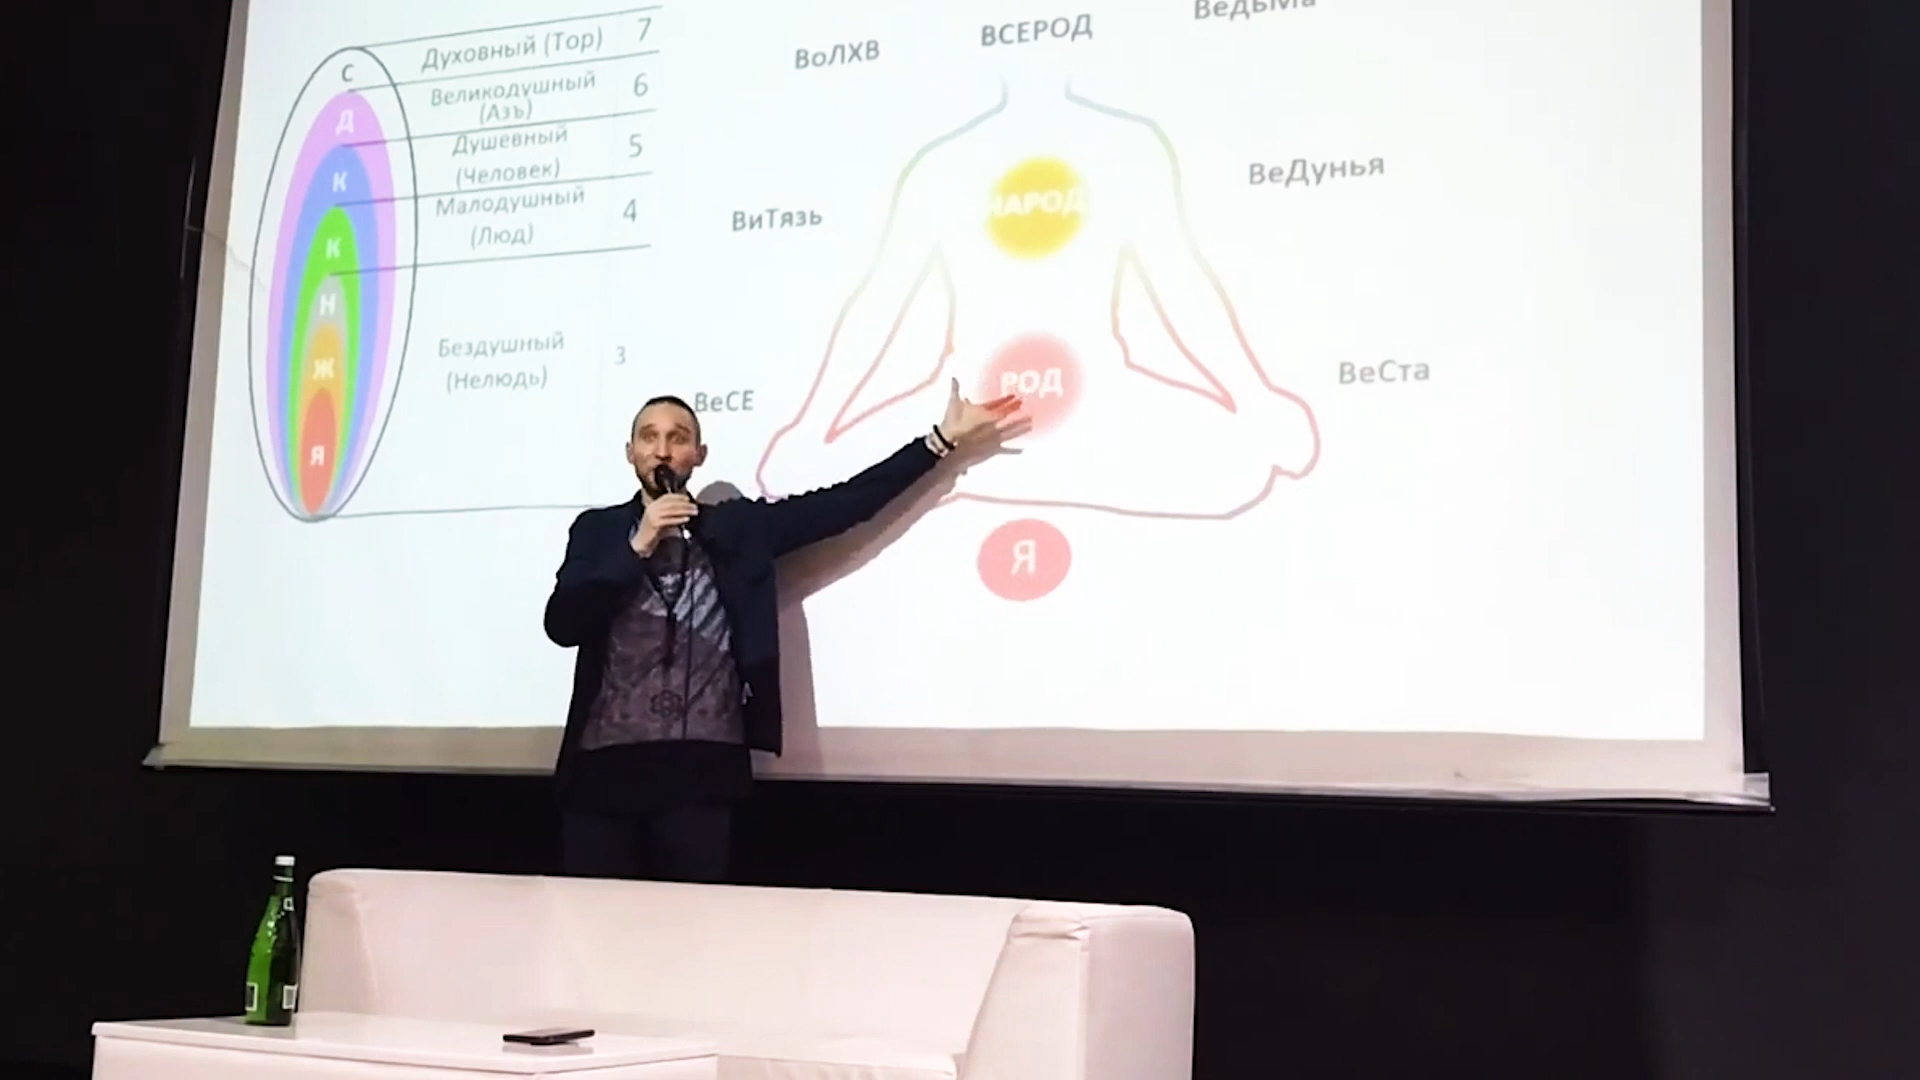 С
Духовный (Тор) 7
Д
Великодушный
(Азъ)
6
К
Душевный
(Человек)
5
К
Малодушный
(Люд)
4
Н
Ж
Я
Бездушный
(Нелюдь)
3
ВоЛХВ
ВСЕРОД
ВедьМа
ВиТязь
НАРОД
ВеДунья
ВеСЕ
РОД
ВеСта
Я